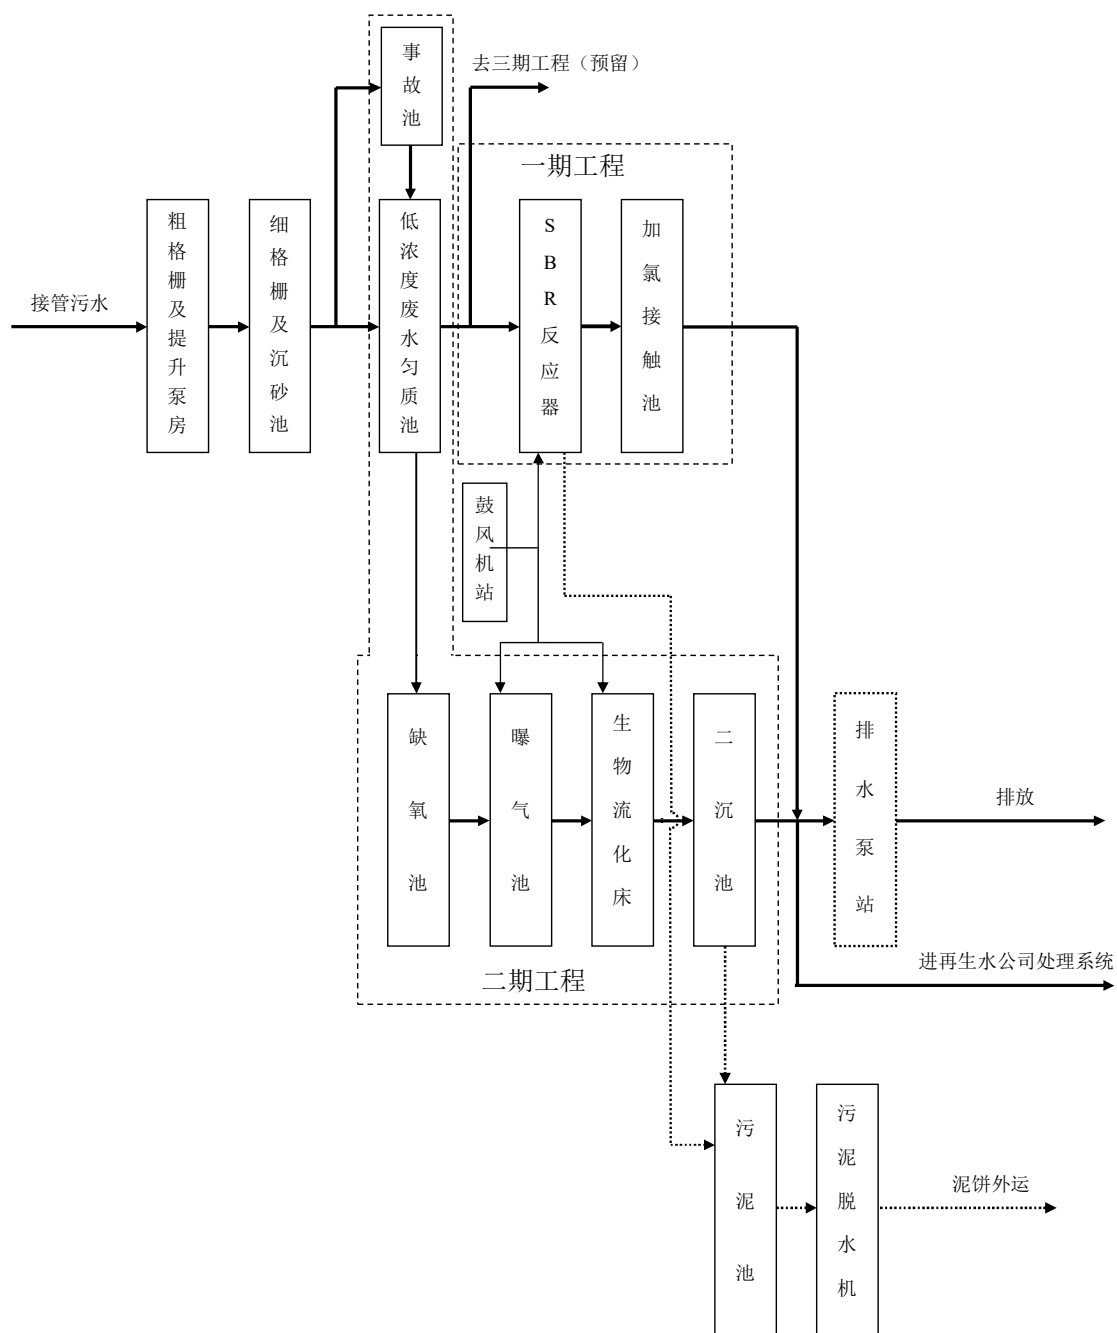 事故池
去三期工程（预留）
一期工程
接管污水
粗格栅及提升泵房
细格栅及沉砂池
低浓度废水匀质池
SBR反应器
加氯接触池
鼓风机站
缺氧池
曝气池
生物流化床
二沉池
排水泵站
排放
二期工程
进再生水公司处理系统
污泥池
污泥脱水机
泥饼外运